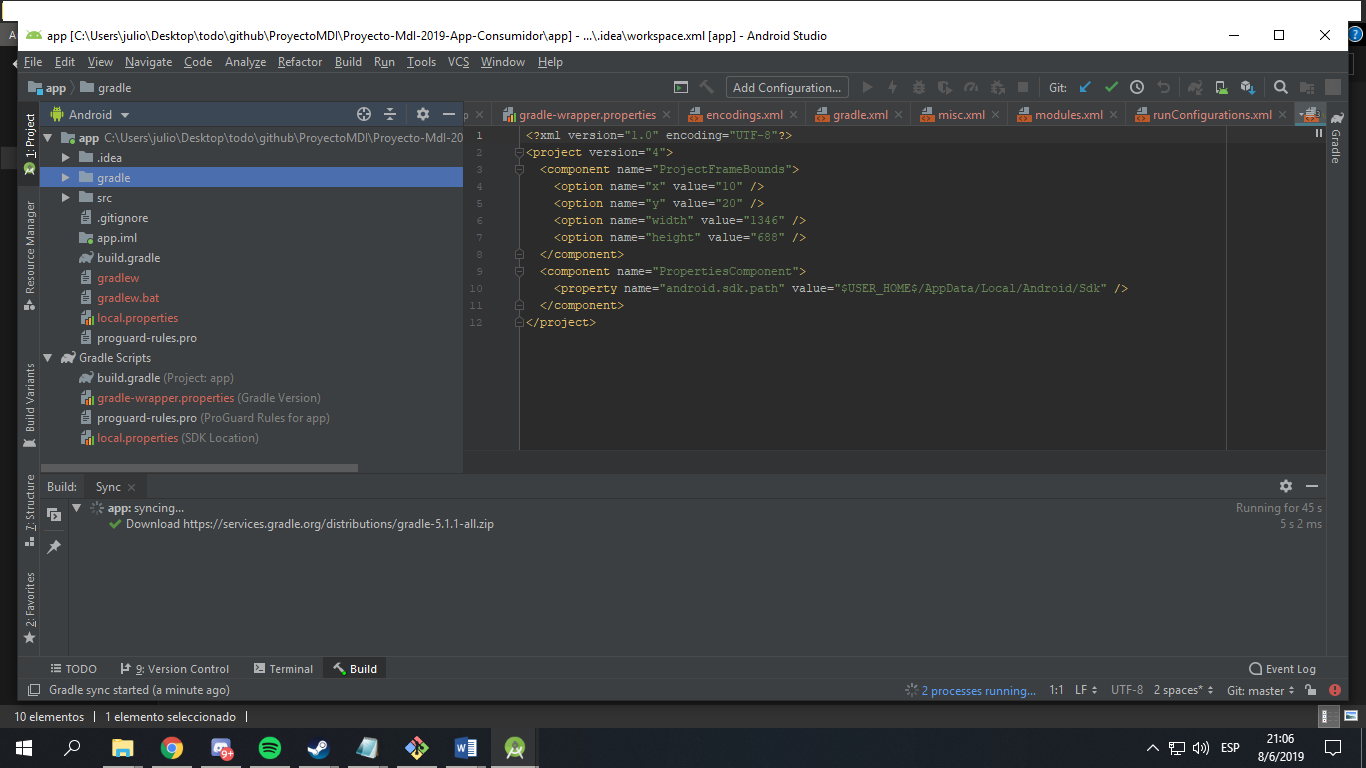 app [C:\Users\julio\Desktop\todo\github\ProyectoMDI\Proyecto-MdI-2019-App-Consumidor\app] - ...\.idea\workspace.xml [app] - Android Studio
File Edit View Navigate Code Analyze Refactor Build Run Tools VCS Window Help
app gradle Add Configuration... Git:
Android
gradle-wrapper.properties encodings.xml gradle.xml misc.xml modules.xml runConfigurations.xml
1: Project
Resource Manager
Build Variants
7: Structure
2: Favorites
app C:\Users\julio\Desktop\todo\github\ProyectoMDI\Proyecto-MdI-20
.idea
gradle
src
.gitignore
app.iml
build.gradle
gradlew
gradlew.bat
local.properties
proguard-rules.pro
Gradle Scripts
build.gradle (Project: app)
gradle-wrapper.properties (Gradle Version)
proguard-rules.pro (ProGuard Rules for app)
local.properties (SDK Location)
1 <?xml version="1.0" encoding="UTF-8"?>
2 <project version="4">
3 <component name="ProjectFrameBounds">
4 <option name="x" value="10" />
5 <option name="y" value="20" />
6 <option name="width" value="1346" />
7 <option name="height" value="688" />
8 </component>
9 <component name="PropertiesComponent">
10 <property name="android.sdk.path" value="$USER_HOME$/AppData/Local/Android/Sdk" />
11 </component>
12 </project>
Gradle
Build: Sync
app: syncing... Running for 45 s
Download https://services.gradle.org/distributions/gradle-5.1.1-all.zip 5 s 2 ms
TODO 9: Version Control Terminal Build Event Log
Gradle sync started (a minute ago) 2 processes running... 1:1 LF UTF-8 2 spaces* Git: master
10 elementos 1 elemento seleccionado
9+ ESP 21:06
8/6/2019